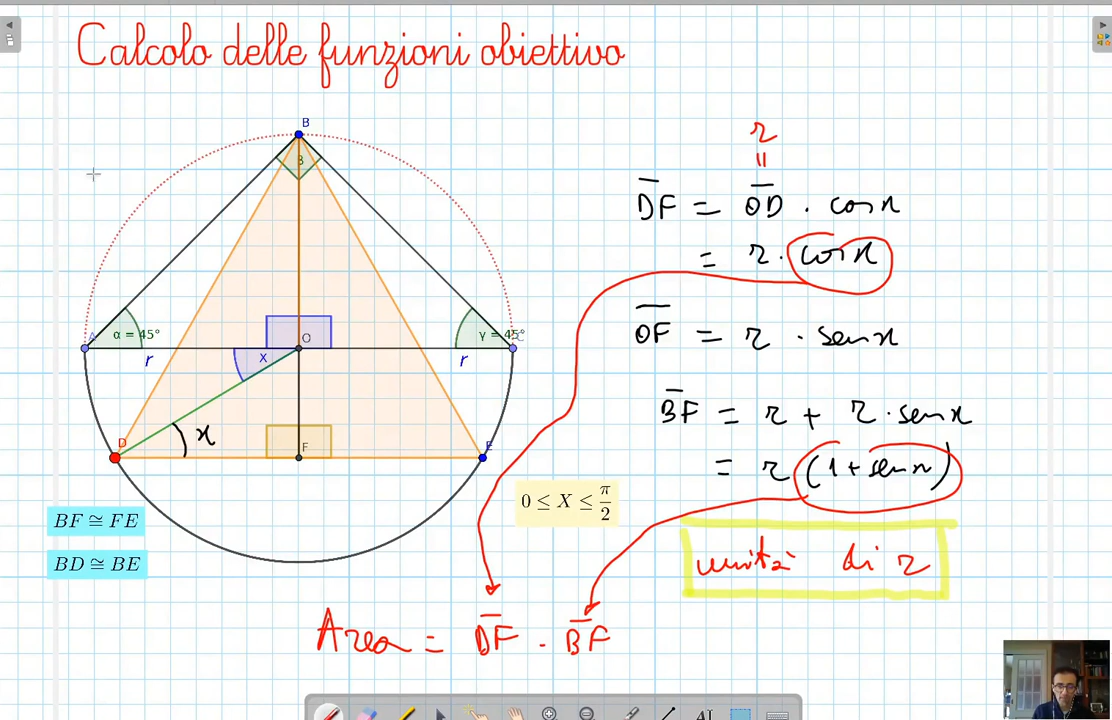 Calcolo delle funzioni obiettivo
B
β
A
α = 45°
r
O
X
γ = 45°
C
r
D
x
F
E
BF ≅ FE
BD ≅ BE
0 ≤ X ≤ π/2
r
||
DF = OD · cos x
= r · cos x
OF = r · sen x
BF = r + r · sen x
= r (1 + sen x)
unità di r
Area = DF · BF